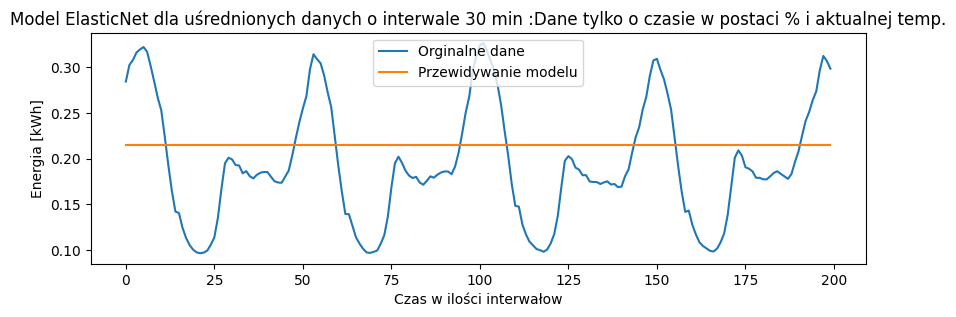 Model ElasticNet dla uśrednionych danych o interwale 30 min :Dane tylko o czasie w postaci % i aktualnej temp.
Orginalne dane
Przewidywanie modelu
Energia [kWh]
0.30
0.25
0.20
0.15
0.10
0 25 50 75 100 125 150 175 200
Czas w ilości interwałow